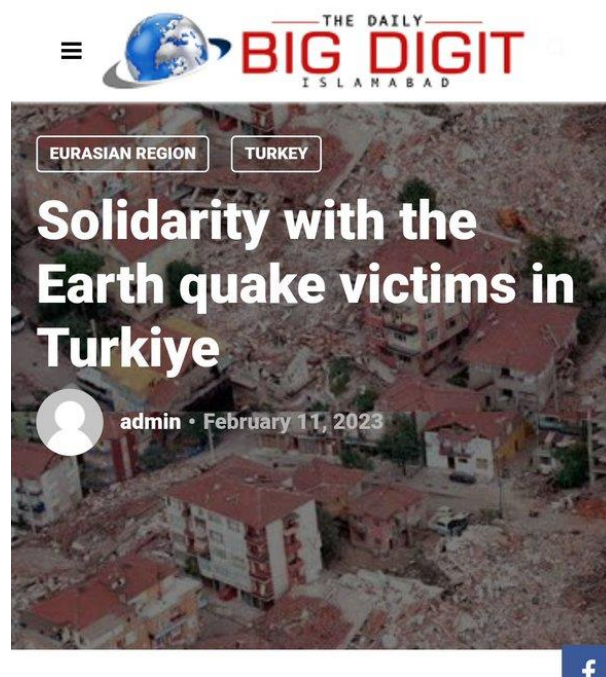 THE DAILY
BIG DIGIT
ISLAMABAD
EURASIAN REGION
TURKEY
Solidarity with the
Earth quake victims in
Turkiye
admin • February 11, 2023
f